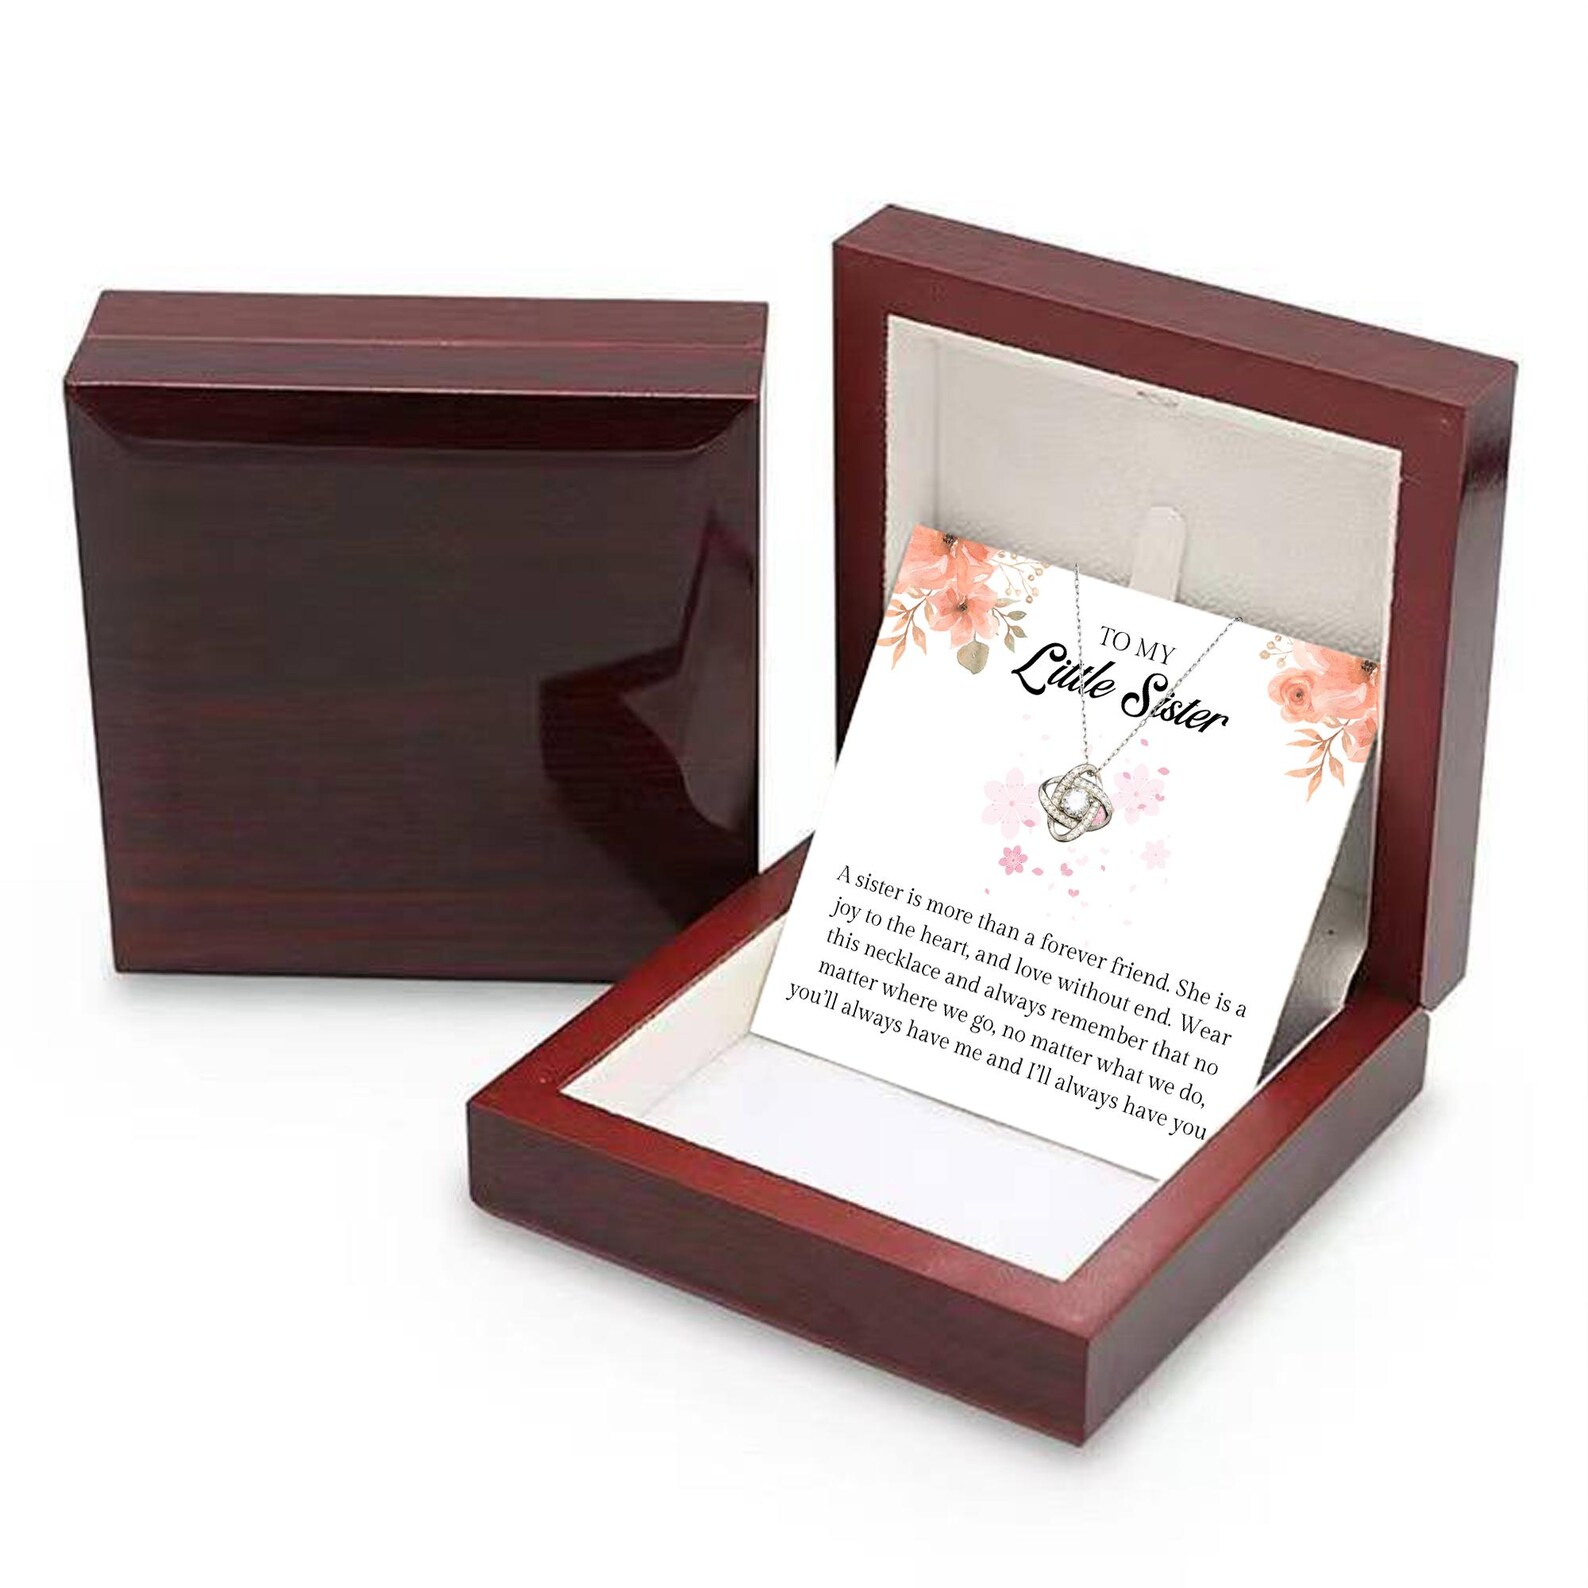 TO MY
Little Sister
A sister is more than a forever friend. She is a
joy to the heart, and love without end. Wear
this necklace and always remember that no
matter where we go, no matter what we do,
you'll always have me and I'll always have you